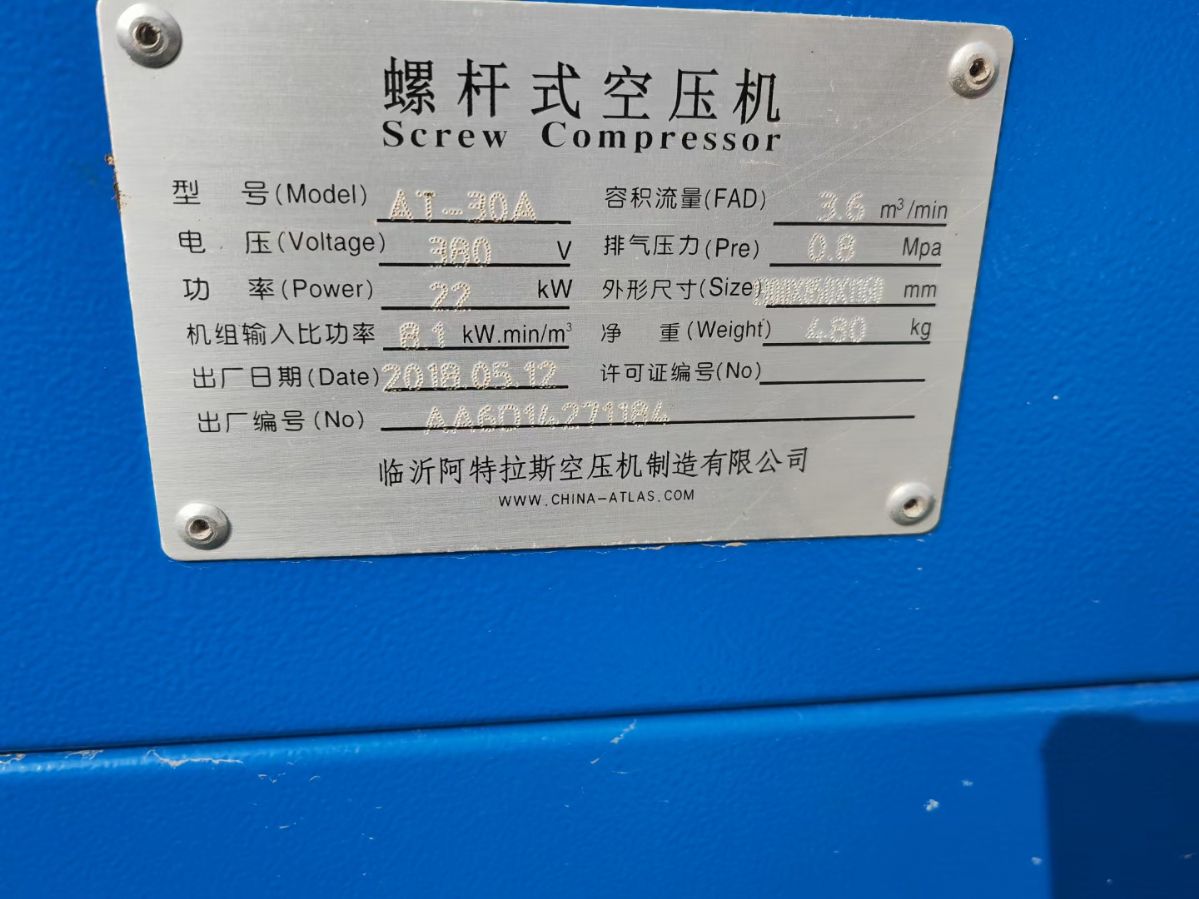 螺杆式空压机
Screw Compressor
型 号(Model) AT-30A 容积流量(FAD) 3.6 m³/min
电 压(Voltage) 380 V 排气压力(Pre) 0.8 Mpa
功 率(Power) 22 kW 外形尺寸(Size) mm
机组输入比功率 8.1 kW.min/m³ 净 重(Weight) 480 kg
出厂日期(Date) 2018.05.12 许可证编号(No)
出厂编号(No) AA6D14271184
临沂阿特拉斯空压机制造有限公司
WWW.CHINA-ATLAS.COM